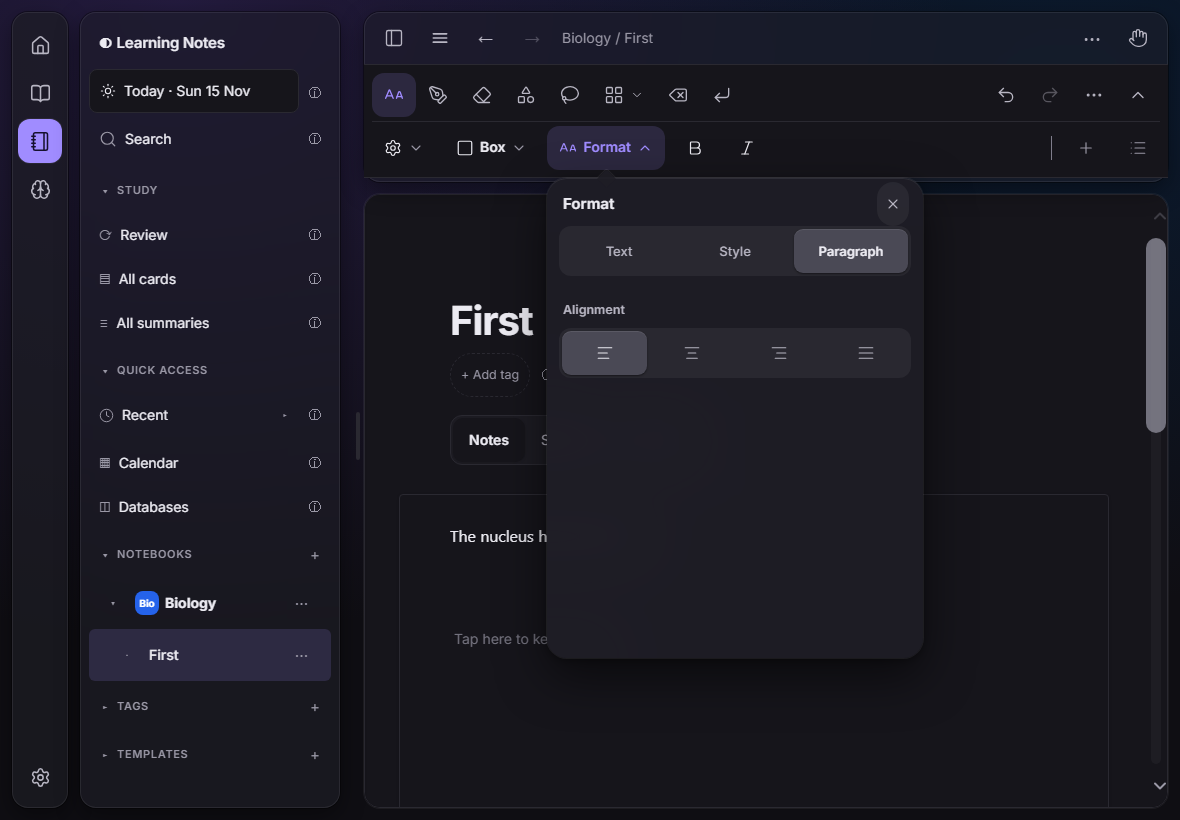 Learning Notes
Today · Sun 15 Nov
Search
STUDY
Review
All cards
All summaries
QUICK ACCESS
Recent
Calendar
Databases
NOTEBOOKS
Bio Biology
First
TAGS
TEMPLATES
Biology / First
AA
Box
AA Format
B I
Format
Text Style Paragraph
Alignment
First
+ Add tag
Notes S
The nucleus h
Tap here to ke